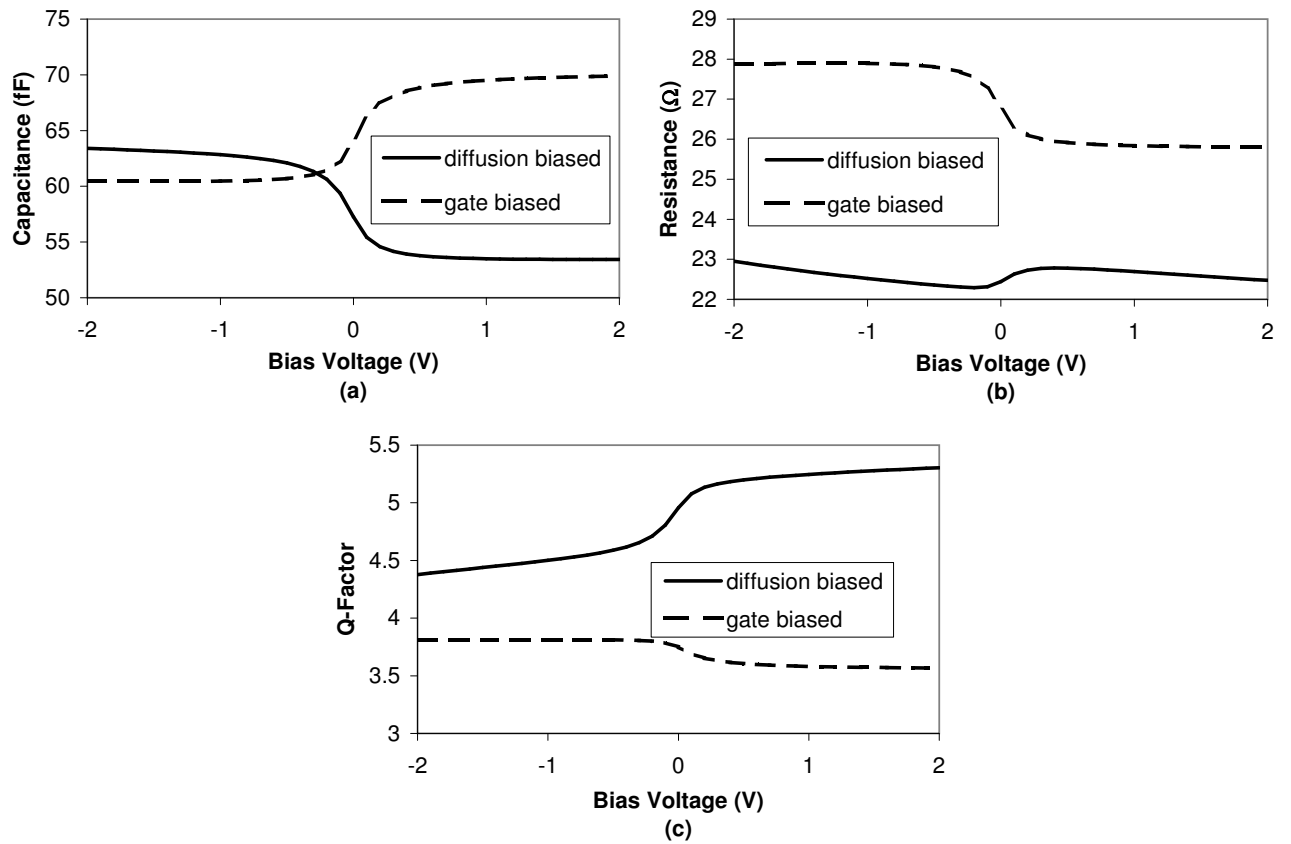 75
70
65
60
55
50
Capacitance (fF)
diffusion biased
gate biased
-2 -1 0 1 2
Bias Voltage (V)
(a)
29
28
27
26
25
24
23
22
Resistance (Ω)
diffusion biased
gate biased
-2 -1 0 1 2
Bias Voltage (V)
(b)
5.5
5
4.5
4
3.5
3
Q-Factor
diffusion biased
gate biased
-2 -1 0 1 2
Bias Voltage (V)
(c)